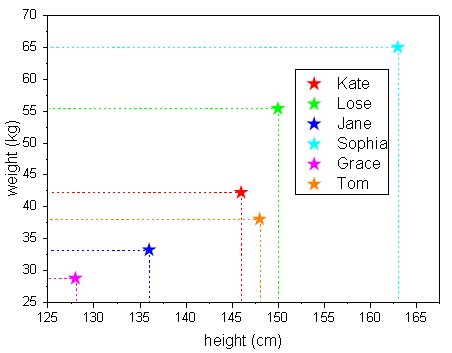 70
65
60
55
50
45
40
35
30
25
weight (kg)
Kate
Lose
Jane
Sophia
Grace
Tom
125 130 135 140 145 150 155 160 165
height (cm)